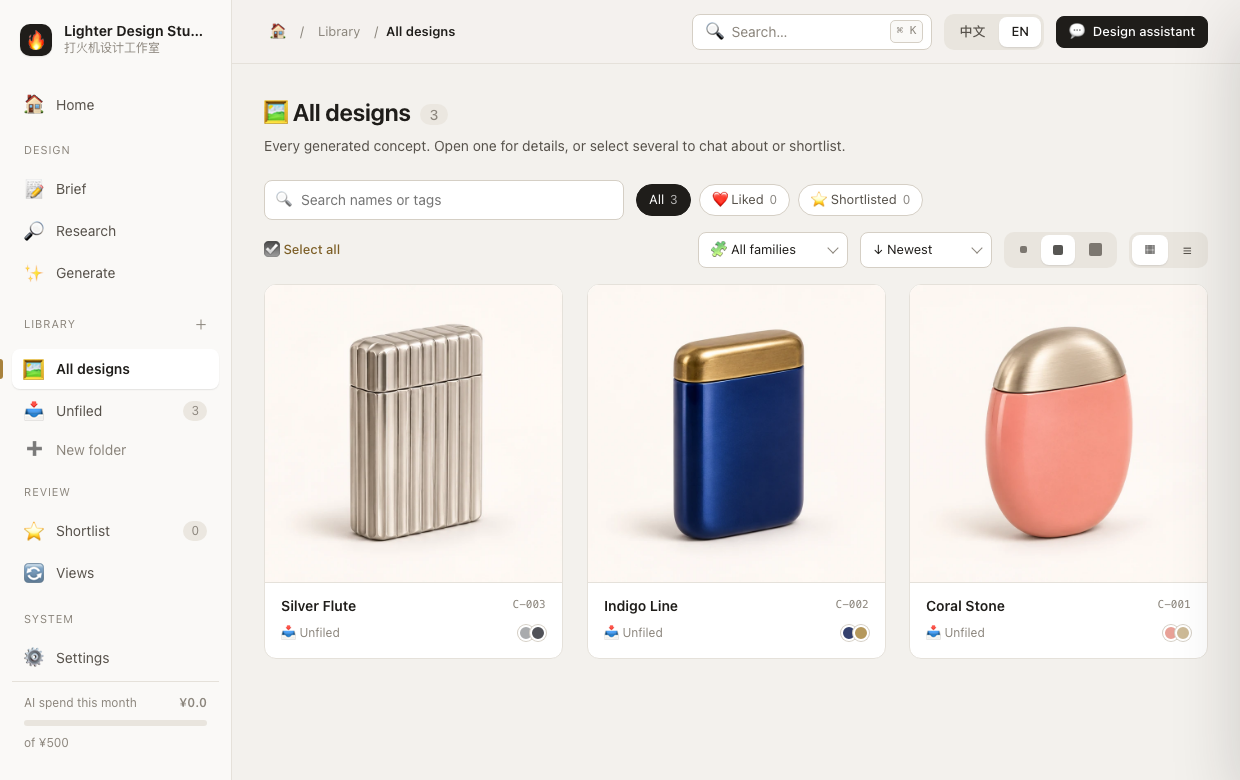 Lighter Design Stu...
打火机设计工作室
Home
DESIGN
Brief
Research
Generate
LIBRARY
All designs
Unfiled 3
New folder
REVIEW
Shortlist 0
Views
SYSTEM
Settings
AI spend this month ¥0.0
of ¥500
/ Library / All designs
Search... ⌘ K
中文 EN
Design assistant
All designs 3
Every generated concept. Open one for details, or select several to chat about or shortlist.
Search names or tags
All 3
Liked 0
Shortlisted 0
Select all
All families
↓ Newest
Silver Flute C-003
Unfiled
Indigo Line C-002
Unfiled
Coral Stone C-001
Unfiled